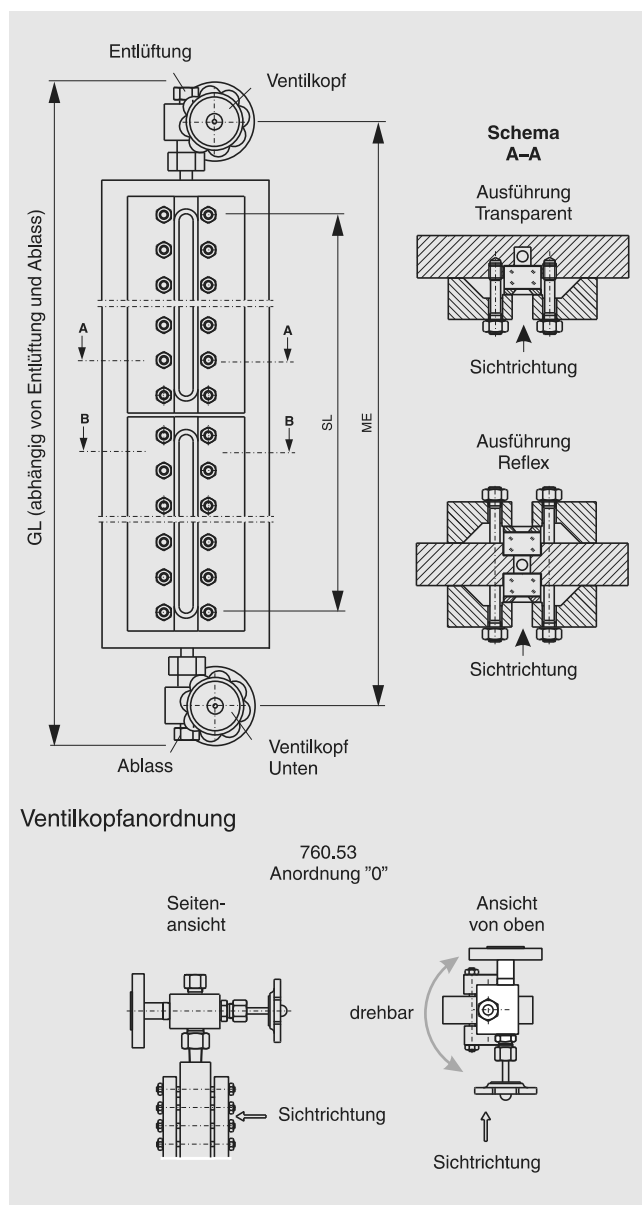 Entlüftung
Ventilkopf
GL (abhängig von Entlüftung und Ablass)
A
A
B
B
SL
ME
Ablass
Ventilkopf
Unten
Schema
A–A
Ausführung
Transparent
Sichtrichtung
Ausführung
Reflex
Sichtrichtung
Ventilkopfanordnung
760.53
Anordnung ”0”
Seiten-
ansicht
Sichtrichtung
Ansicht
von oben
drehbar
Sichtrichtung